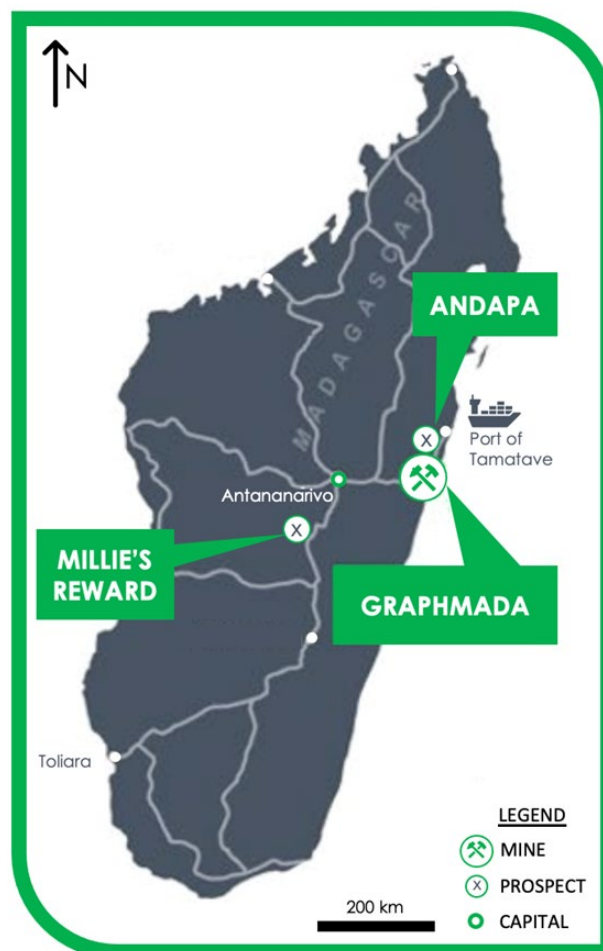 N
MADAGASCAR
ANDAPA
X
Port of
Tamatave
Antananarivo
X
MILLIE’S
REWARD
GRAPHMADA
Toliara
LEGEND
MINE
X PROSPECT
CAPITAL
200 km